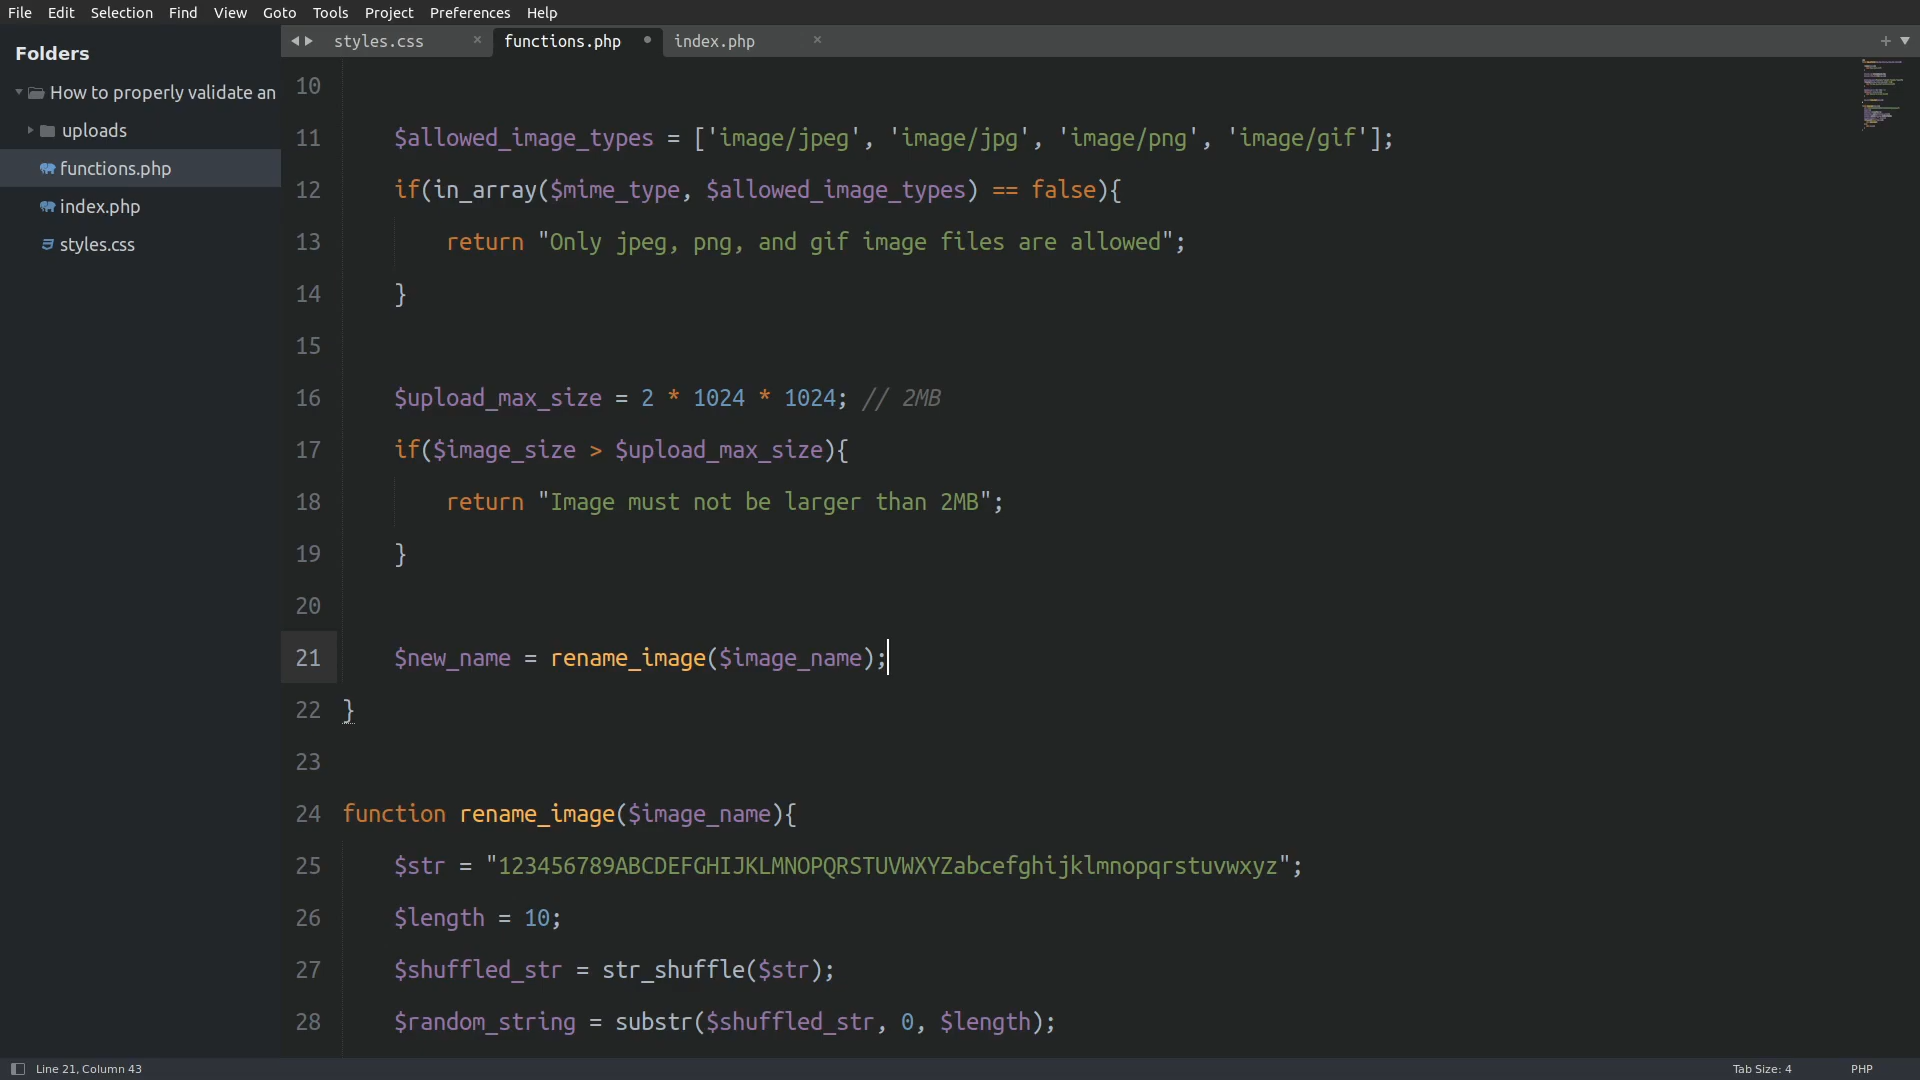 File Edit Selection Find View Goto Tools Project Preferences Help
Folders
How to properly validate an
uploads
functions.php
index.php
styles.css
styles.css × functions.php • index.php ×
10
11 $allowed_image_types = ['image/jpeg', 'image/jpg', 'image/png', 'image/gif'];
12 if(in_array($mime_type, $allowed_image_types) == false){
13 return "Only jpeg, png, and gif image files are allowed";
14 }
15
16 $upload_max_size = 2 * 1024 * 1024; // 2MB
17 if($image_size > $upload_max_size){
18 return "Image must not be larger than 2MB";
19 }
20
21 $new_name = rename_image($image_name);
22 }
23
24 function rename_image($image_name){
25 $str = "123456789ABCDEFGHIJKLMNOPQRSTUVWXYZabcefghijklmnopqrstuvwxyz";
26 $length = 10;
27 $shuffled_str = str_shuffle($str);
28 $random_string = substr($shuffled_str, 0, $length);
Line 21, Column 43
Tab Size: 4 PHP